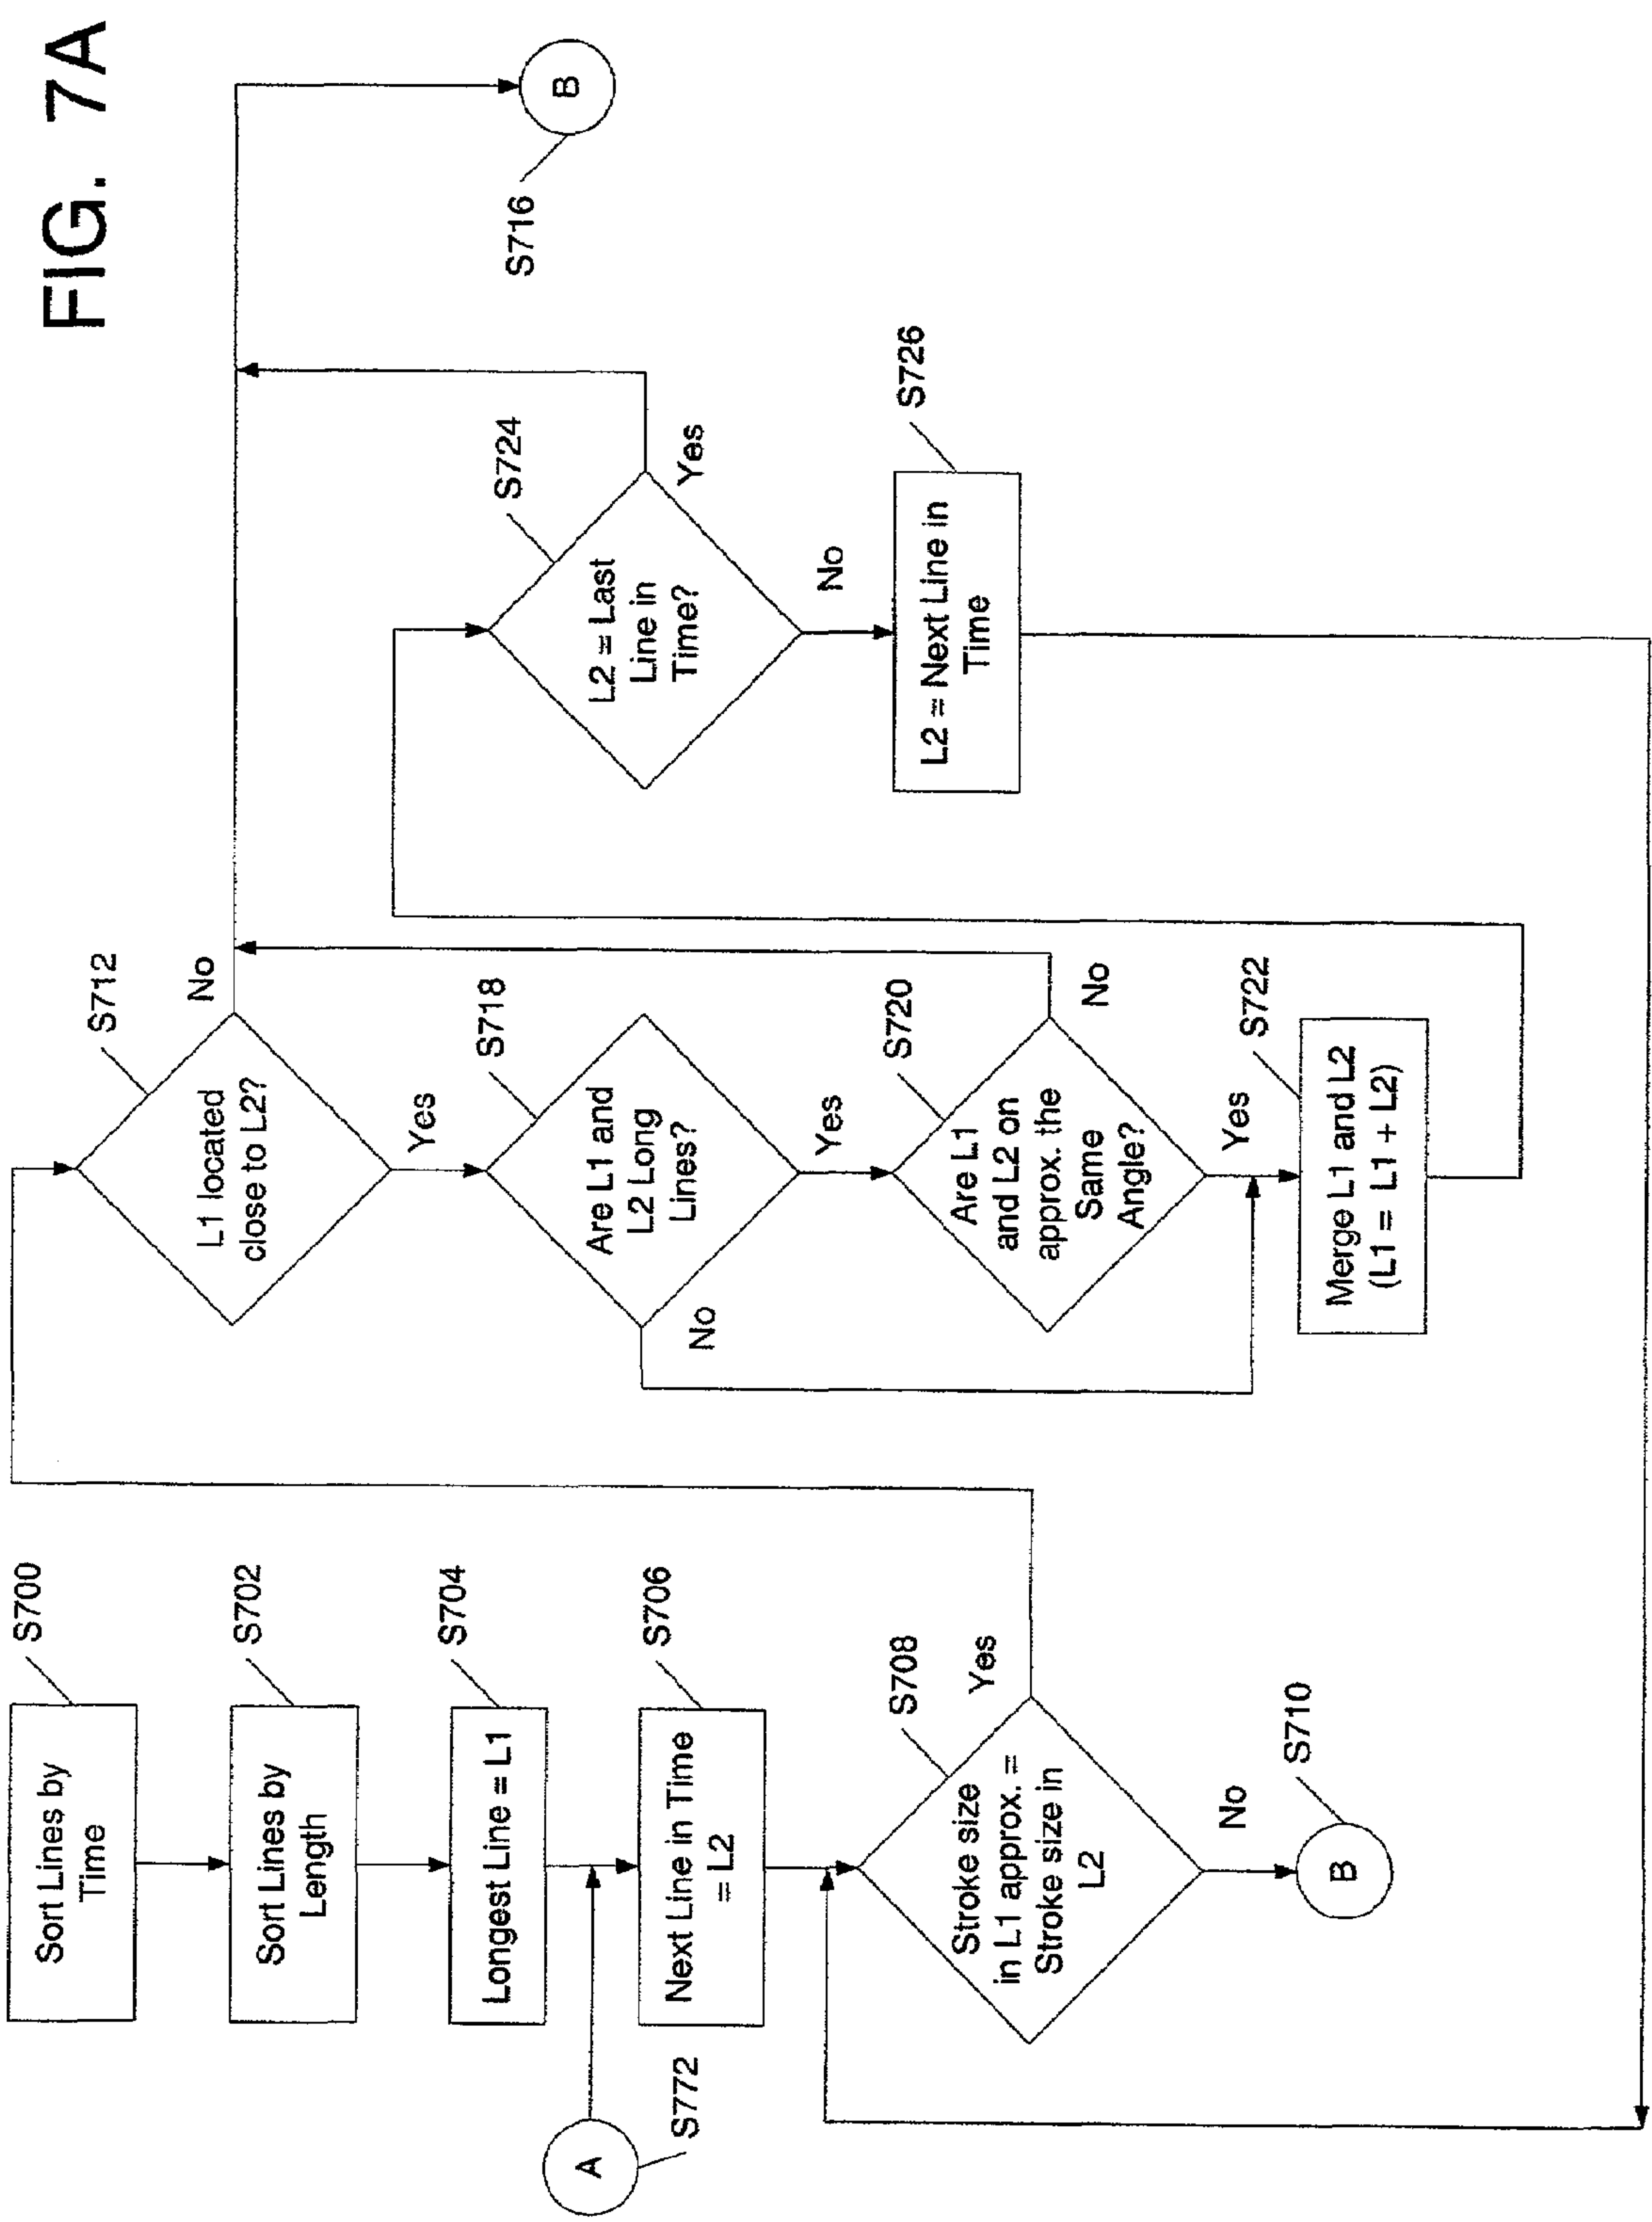 FIG. 7A
S700
Sort Lines by
Time
S702
Sort Lines by
Length
S704
Longest Line = L1
A
S772
S706
Next Line in Time
= L2
S708
Stroke size
in L1 approx. =
Stroke size in
L2
Yes
No
S710
B
S712
L1 located
close to L2?
No
Yes
S718
Are L1 and
L2 Long
Lines?
No
Yes
S720
Are L1
and L2 on
approx. the
Same
Angle?
No
Yes
S722
Merge L1 and L2
(L1 = L1 + L2)
S724
L2 = Last
Line in
Time?
Yes
No
S726
L2 = Next Line in
Time
S716
B